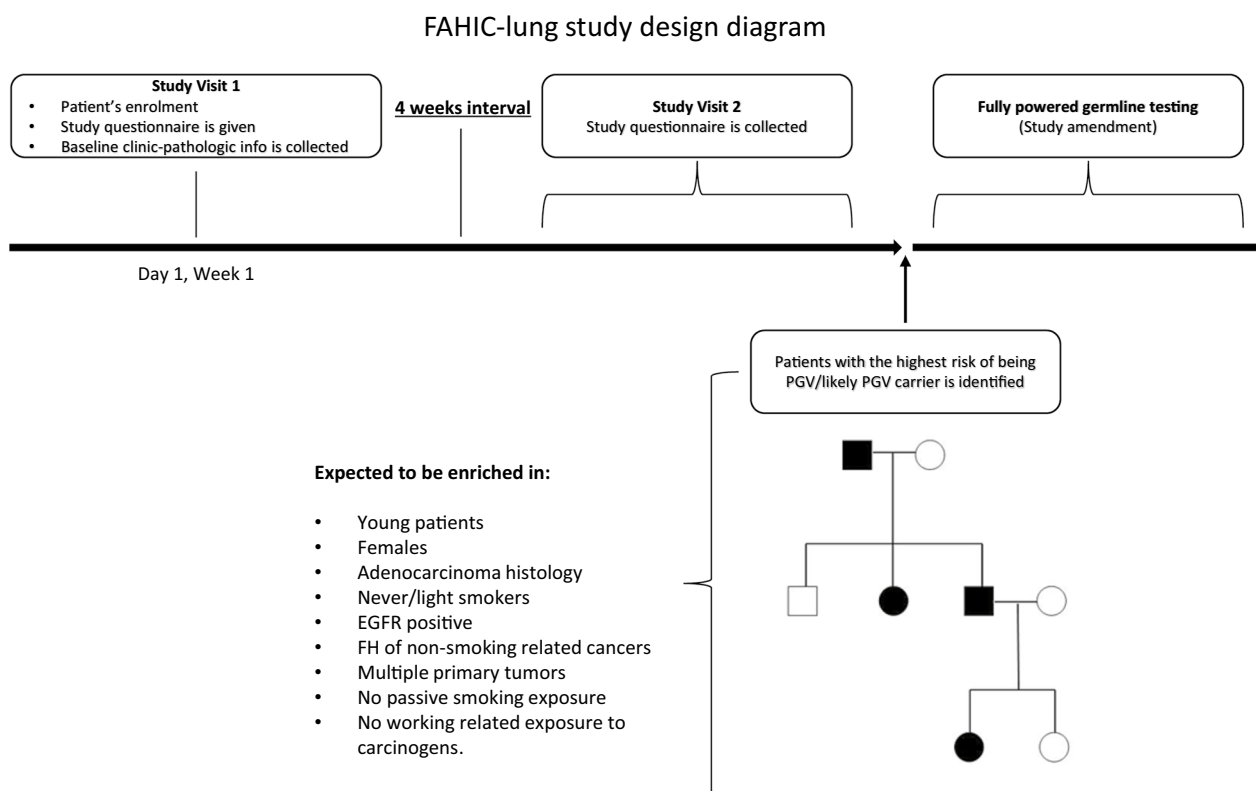 FAHIC-lung study design diagram
Study Visit 1
• Patient's enrolment
• Study questionnaire is given
• Baseline clinic-pathologic info is collected
4 weeks interval
Study Visit 2
Study questionnaire is collected
Fully powered germline testing
(Study amendment)
Day 1, Week 1
Patients with the highest risk of being
PGV/likely PGV carrier is identified
Expected to be enriched in:
• Young patients
• Females
• Adenocarcinoma histology
• Never/light smokers
• EGFR positive
• FH of non-smoking related cancers
• Multiple primary tumors
• No passive smoking exposure
• No working related exposure to
carcinogens.